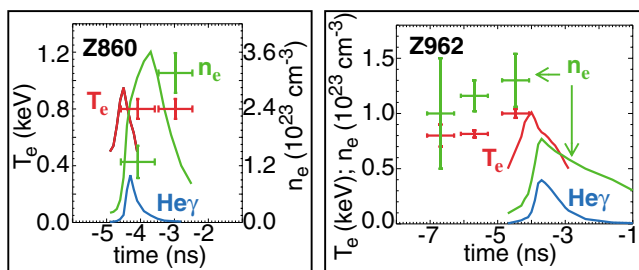 Z860
1.2
0.8
0.4
0.0
T_e (keV)
n_e
T_e
Heγ
3.6
2.4
1.2
0.0
n_e (10^23 cm^-3)
-5 -4 -3 -2 -1
time (ns)
Z962
2.0
1.5
1.0
0.5
0.0
T_e (keV); n_e (10^23 cm^-3)
n_e
T_e
Heγ
-7 -5 -3 -1
time (ns)